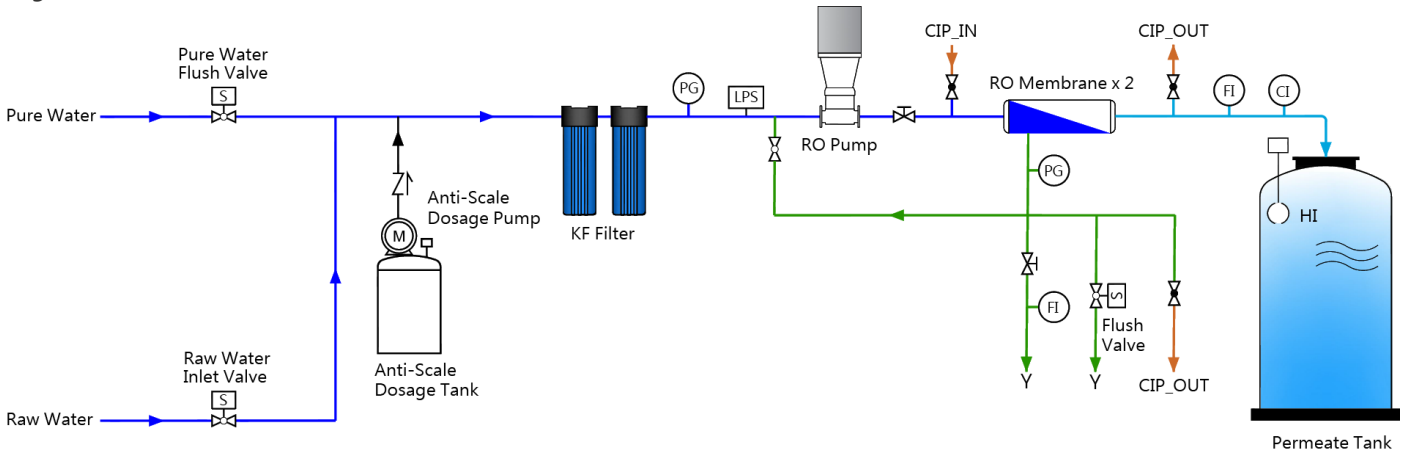 Pure Water
Flush Valve
S
Pure Water
PG
LPS
RO Pump
CIP_IN
RO Membrane x 2
CIP_OUT
FI
CI
Anti-Scale
Dosage Pump
M
KF Filter
PG
HI
Raw Water
Inlet Valve
S
Raw Water
Anti-Scale
Dosage Tank
FI
S
Flush
Valve
Y
Y
CIP_OUT
Permeate Tank